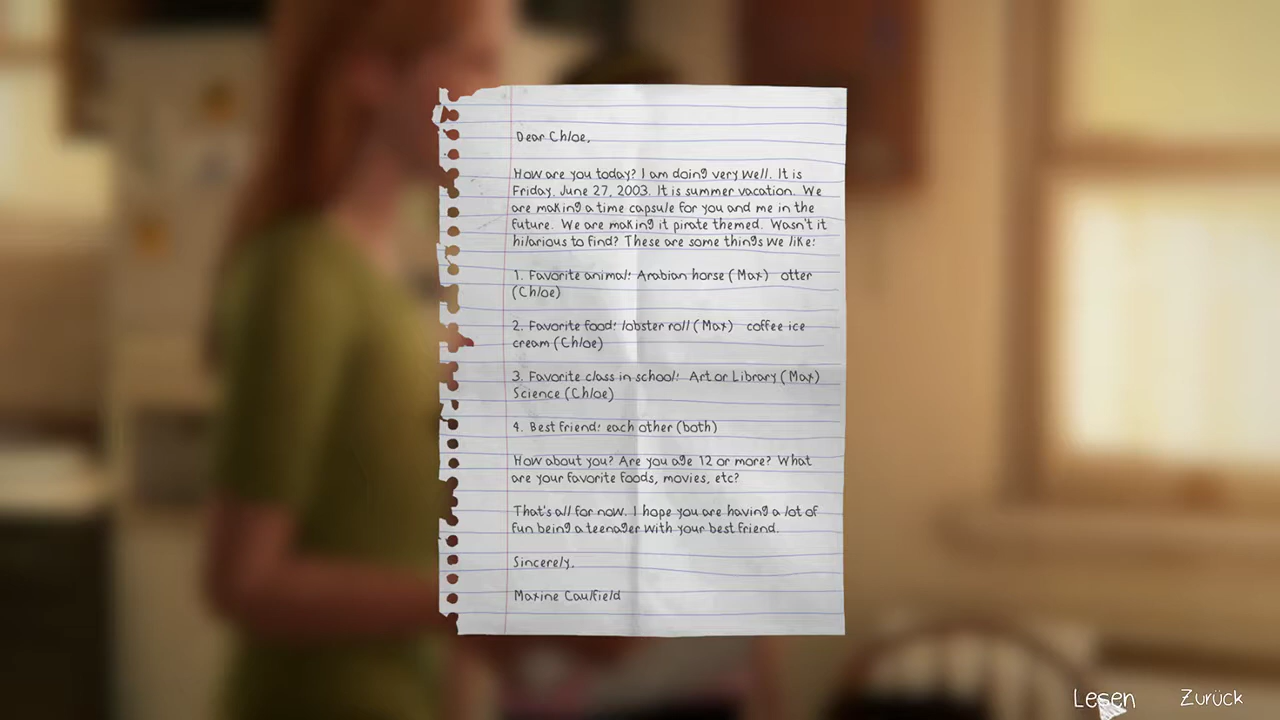 Dear Chloe,
How are you today? I am doing very well. It is
Friday, June 27, 2003. It is summer vacation. We
are making a time capsule for you and me in the
future. We are making it pirate themed. Wasn't it
hilarious to find? These are some things we like:
1. Favorite animal: Arabian horse (Max) otter
(Chloe)
2. Favorite food: lobster roll (Max) coffee ice
cream (Chloe)
3. Favorite class in school: Art or Library (Max)
Science (Chloe)
4. Best friend: each other (both)
How about you? Are you age 12 or more? What
are your favorite foods, movies, etc?
That's all for now. I hope you are having a lot of
fun being a teenager with your best friend.
Sincerely,
Maxine Caulfield
Lesen Zurück